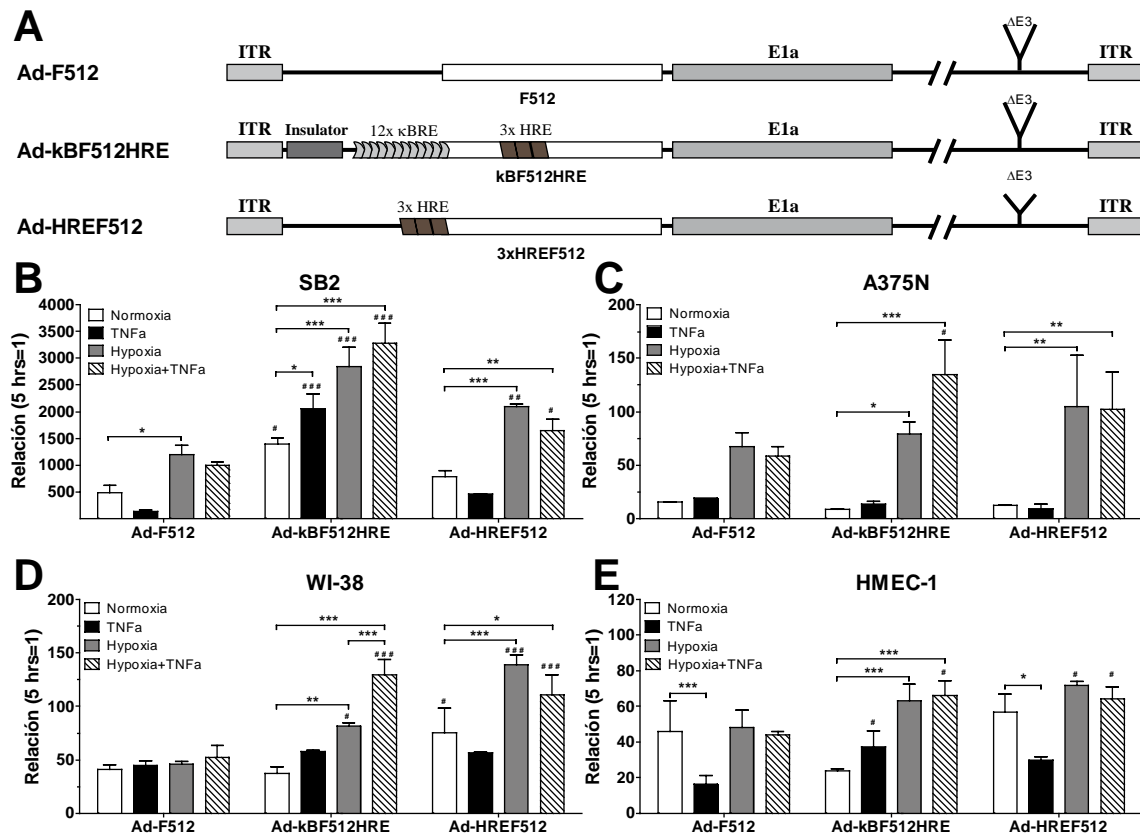 A
ITR
E1a
ΔE3
ITR
Ad-F512
F512
ITR
Insulator
12x κBRE
3x HRE
E1a
ΔE3
ITR
Ad-kBF512HRE
kBF512HRE
ITR
3x HRE
E1a
ΔE3
ITR
Ad-HREF512
3xHREF512
B
SB2
Relación (5 hrs=1)
4000
3500
3000
2500
2000
1500
1000
500
Normoxia
TNFa
Hypoxia
Hypoxia+TNFa
*
#
*
***
***
###
###
###
***
**
##
#
Ad-F512
Ad-kBF512HRE
Ad-HREF512
C
A375N
Relación (5 hrs=1)
200
150
100
50
0
Normoxia
TNFa
Hypoxia
Hypoxia+TNFa
*
***
#
**
**
Ad-F512
Ad-kBF512HRE
Ad-HREF512
D
WI-38
Relación (5 hrs=1)
200
150
100
50
0
Normoxia
TNFa
Hypoxia
Hypoxia+TNFa
***
***
**
#
###
#
*
***
###
###
Ad-F512
Ad-kBF512HRE
Ad-HREF512
E
HMEC-1
Relación (5 hrs=1)
120
100
80
60
40
20
0
Normoxia
TNFa
Hypoxia
Hypoxia+TNFa
***
***
***
#
#
*
#
#
Ad-F512
Ad-kBF512HRE
Ad-HREF512